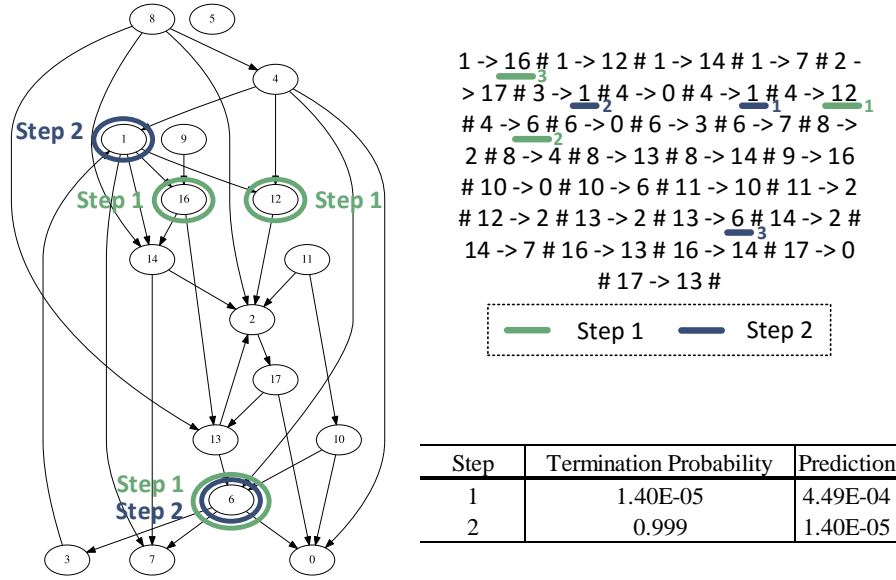 8
5
4
Step 2
1
9
Step 1
16
12
Step 1
14
11
2
17
13
10
Step 1
Step 2
6
3
7
0
1 -> 16 # 1 -> 12 # 1 -> 14 # 1 -> 7 # 2 -
3
> 17 # 3 -> 1 # 4 -> 0 # 4 -> 1 # 4 -> 12
2 1 1
# 4 -> 6 # 6 -> 0 # 6 -> 3 # 6 -> 7 # 8 ->
2
2 # 8 -> 4 # 8 -> 13 # 8 -> 14 # 9 -> 16
# 10 -> 0 # 10 -> 6 # 11 -> 10 # 11 -> 2
# 12 -> 2 # 13 -> 2 # 13 -> 6 # 14 -> 2 #
3
14 -> 7 # 16 -> 13 # 16 -> 14 # 17 -> 0
# 17 -> 13 #
Step 1 Step 2
Step Termination Probability Prediction
1 1.40E-05 4.49E-04
2 0.999 1.40E-05